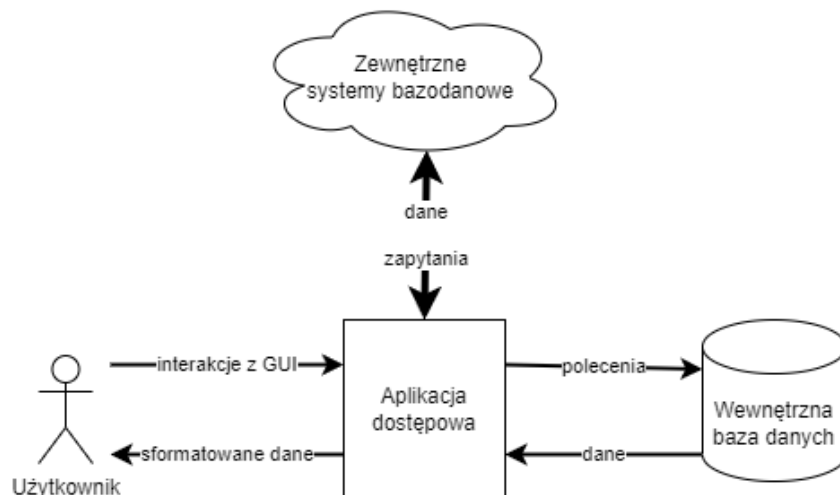 Zewnętrzne
systemy bazodanowe
dane
zapytania
interakcje z GUI
polecenia
Aplikacja
dostępowa
Wewnętrzna
baza danych
sformatowane dane
dane
Użytkownik